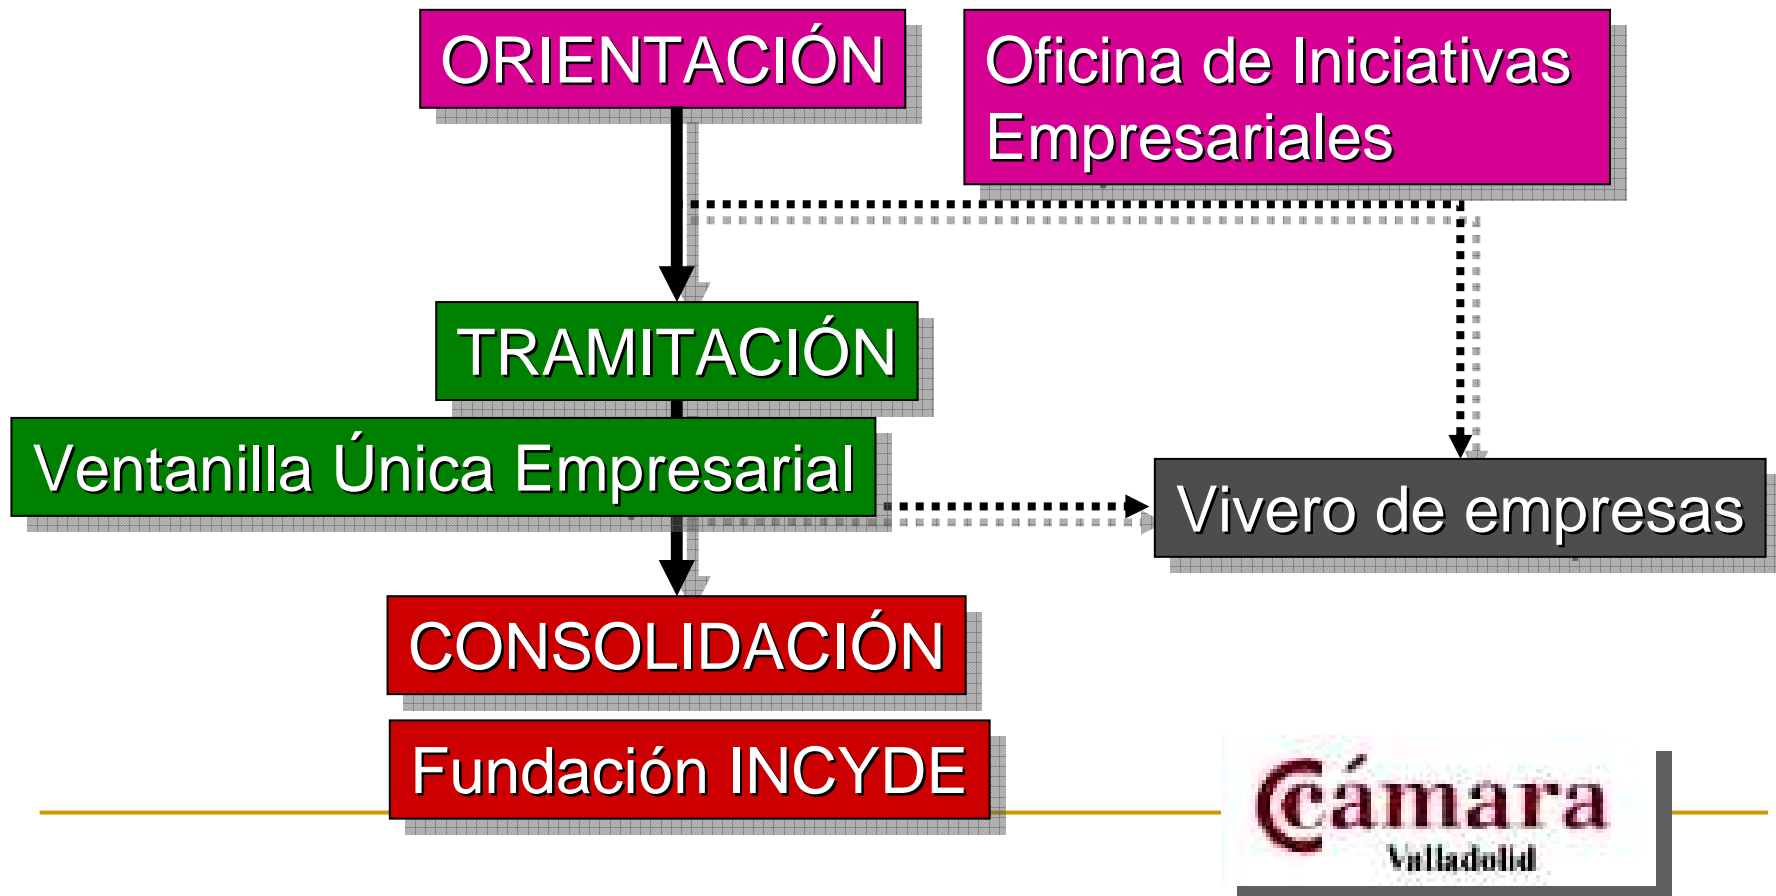 ORIENTACIÓN
Oficina de Iniciativas
Empresariales
TRAMITACIÓN
Ventanilla Única Empresarial
Vivero de empresas
CONSOLIDACIÓN
Fundación INCYDE
Cámara
Valladolid